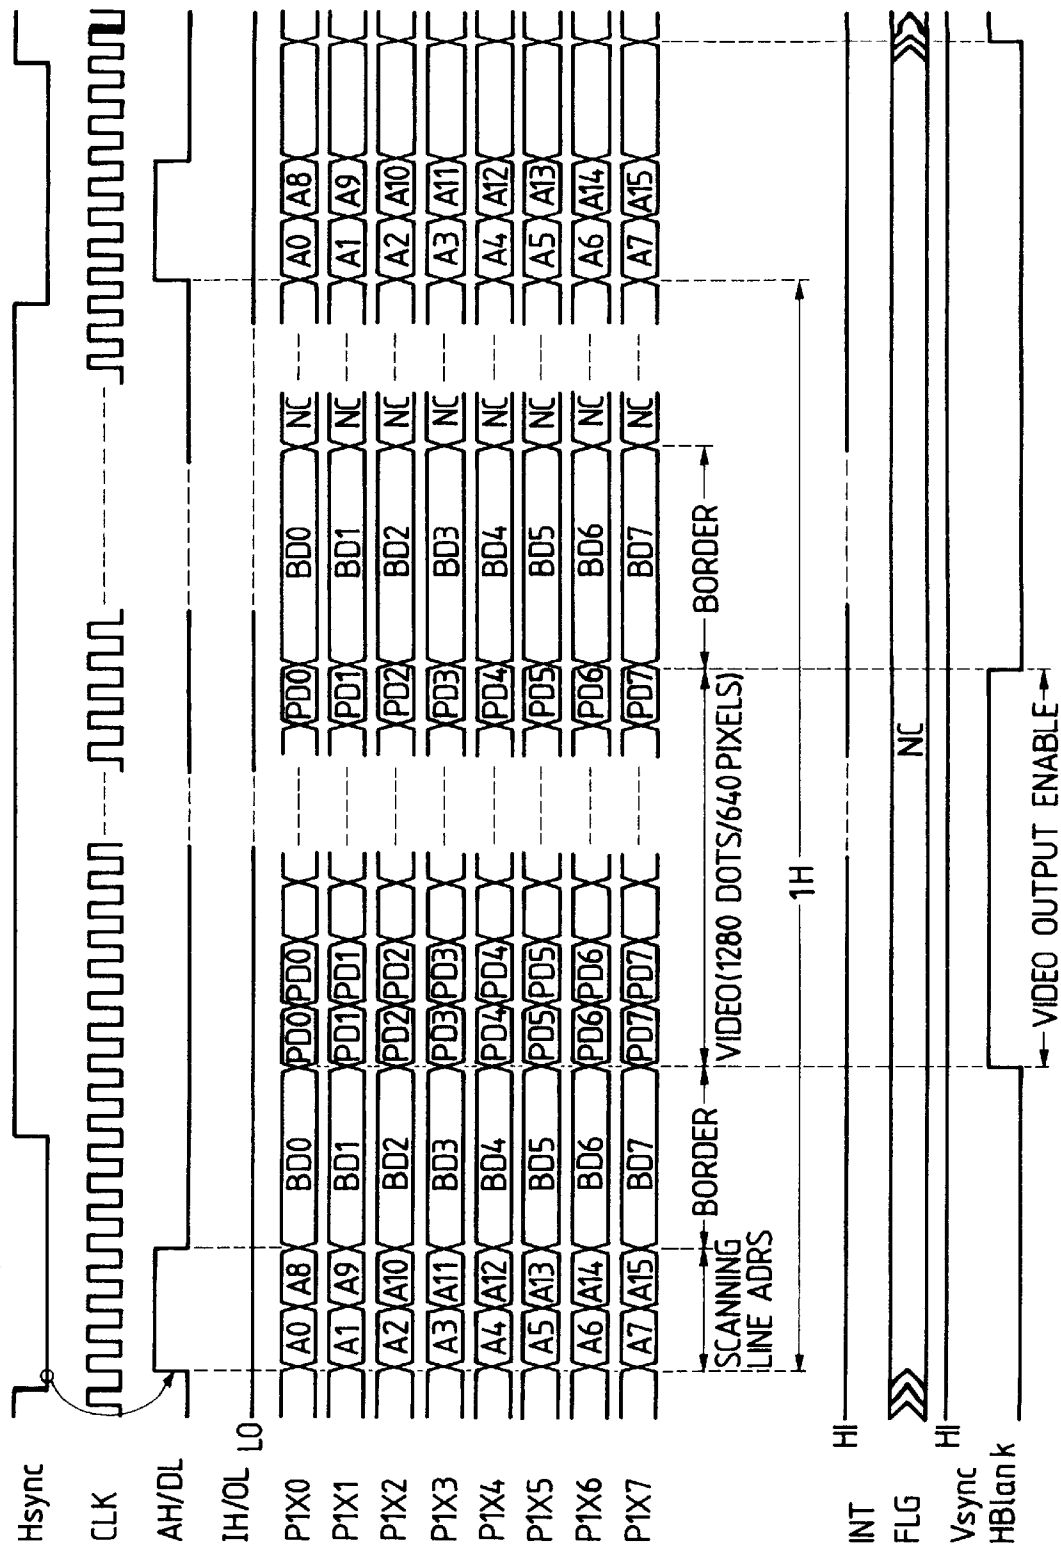 Hsync
CLK
AH/DL
IH/OL LO
P1X0 A0 A8 BD0 PD0 PD0 PD0 BD0 NC A0 A8
P1X1 A1 A9 BD1 PD1 PD1 PD1 BD1 NC A1 A9
P1X2 A2 A10 BD2 PD2 PD2 PD2 BD2 NC A2 A10
P1X3 A3 A11 BD3 PD3 PD3 PD3 BD3 NC A3 A11
P1X4 A4 A12 BD4 PD4 PD4 PD4 BD4 NC A4 A12
P1X5 A5 A13 BD5 PD5 PD5 PD5 BD5 NC A5 A13
P1X6 A6 A14 BD6 PD6 PD6 PD6 BD6 NC A6 A14
P1X7 A7 A15 BD7 PD7 PD7 PD7 BD7 NC A7 A15
SCANNING
LINE ADRS
BORDER
VIDEO(1280 DOTS/640 PIXELS)
BORDER
1H
INT HI
FLG NC
Vsync HI
HBlank
VIDEO OUTPUT ENABLE